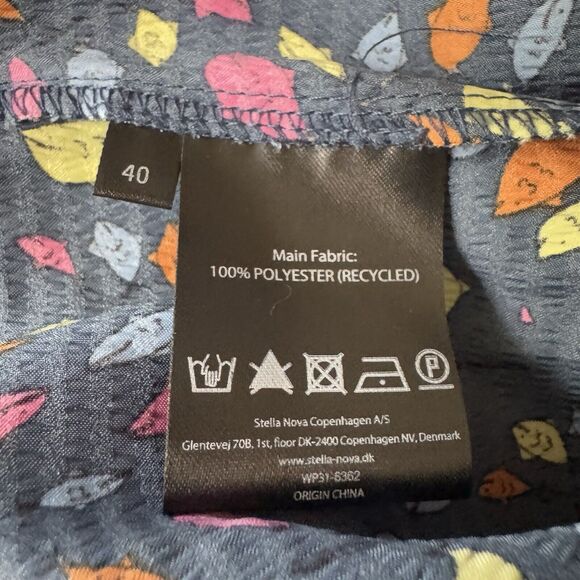 40
Main Fabric:
100% POLYESTER (RECYCLED)
P
Stella Nova Copenhagen A/S
Glentevej 70B, 1st, floor DK-2400 Copenhagen NV, Denmark
www.stella-nova.dk
WP31-6362
ORIGIN CHINA